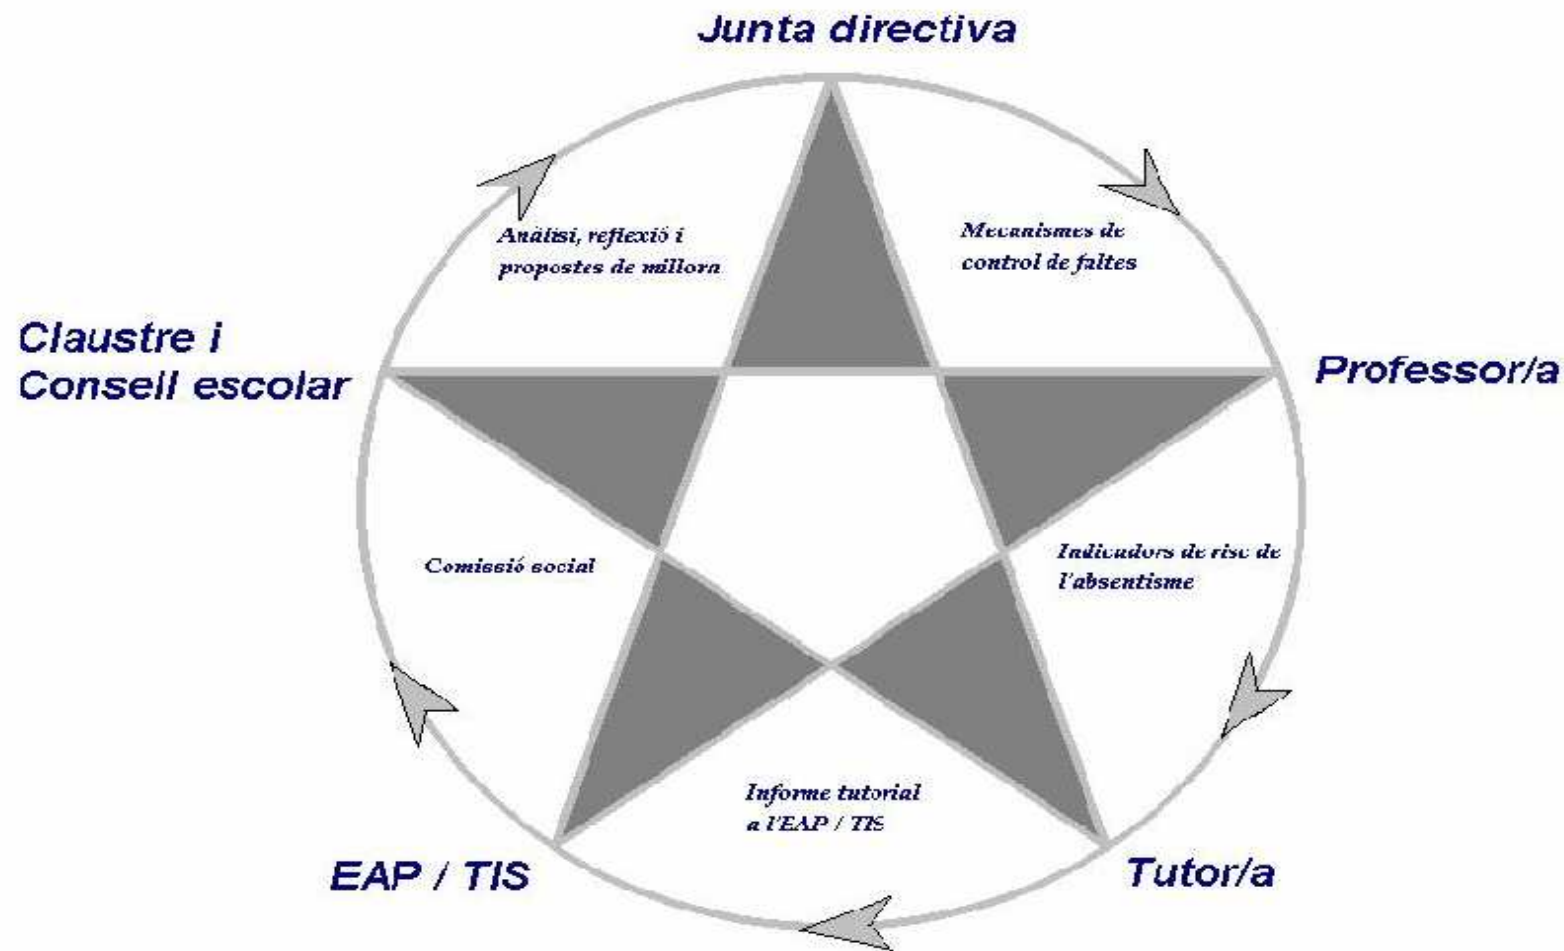 Junta directiva
Anàlisi, reflexió i
propostes de millora
Mecanismes de
control de faltes
Claustre i
Consell escolar
Professor/a
Comissió social
Indicadors de risc de
l'absentisme
Informe tutorial
a l'EAP / TIS
EAP / TIS
Tutor/a